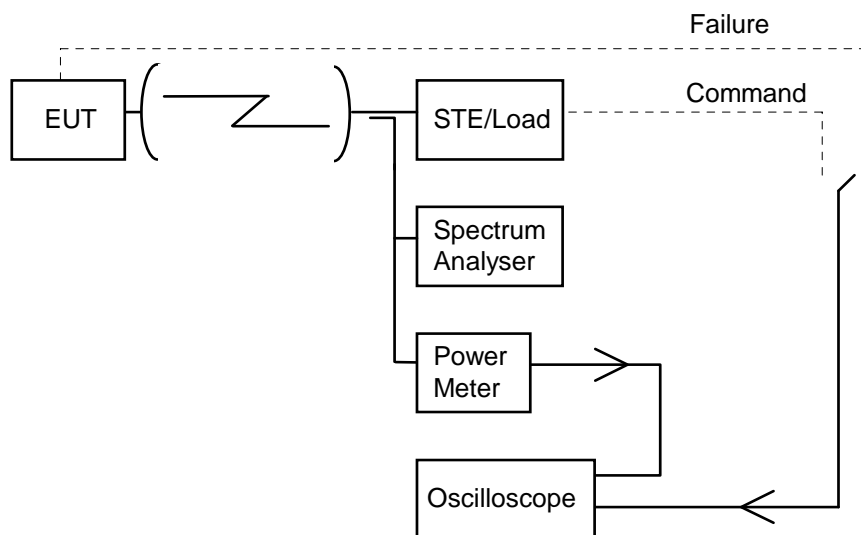 Failure
Command
EUT
STE/Load
Spectrum
Analyser
Power
Meter
Oscilloscope